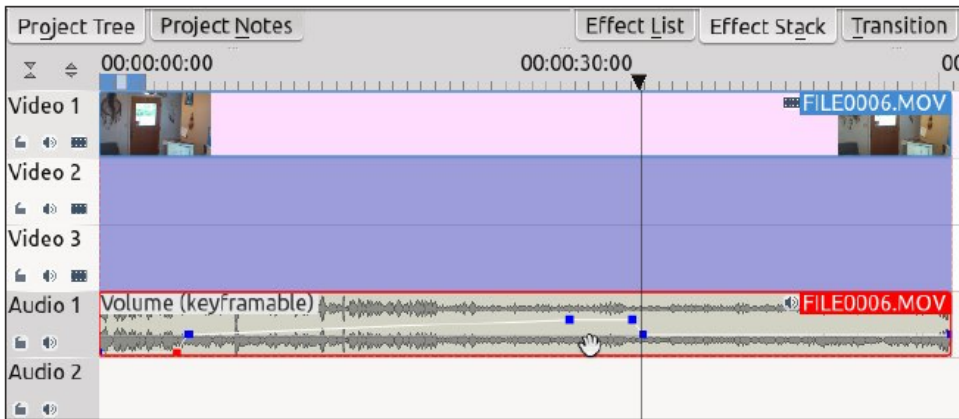 Project Tree Project Notes Effect List Effect Stack Transition
00:00:00:00 00:00:30:00 00
Video 1 FILE0006.MOV
Video 2
Video 3
Audio 1 Volume (keyframable) FILE0006.MOV
Audio 2